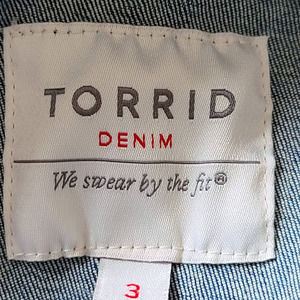 TORRID
DENIM
We swear by the fit®
3